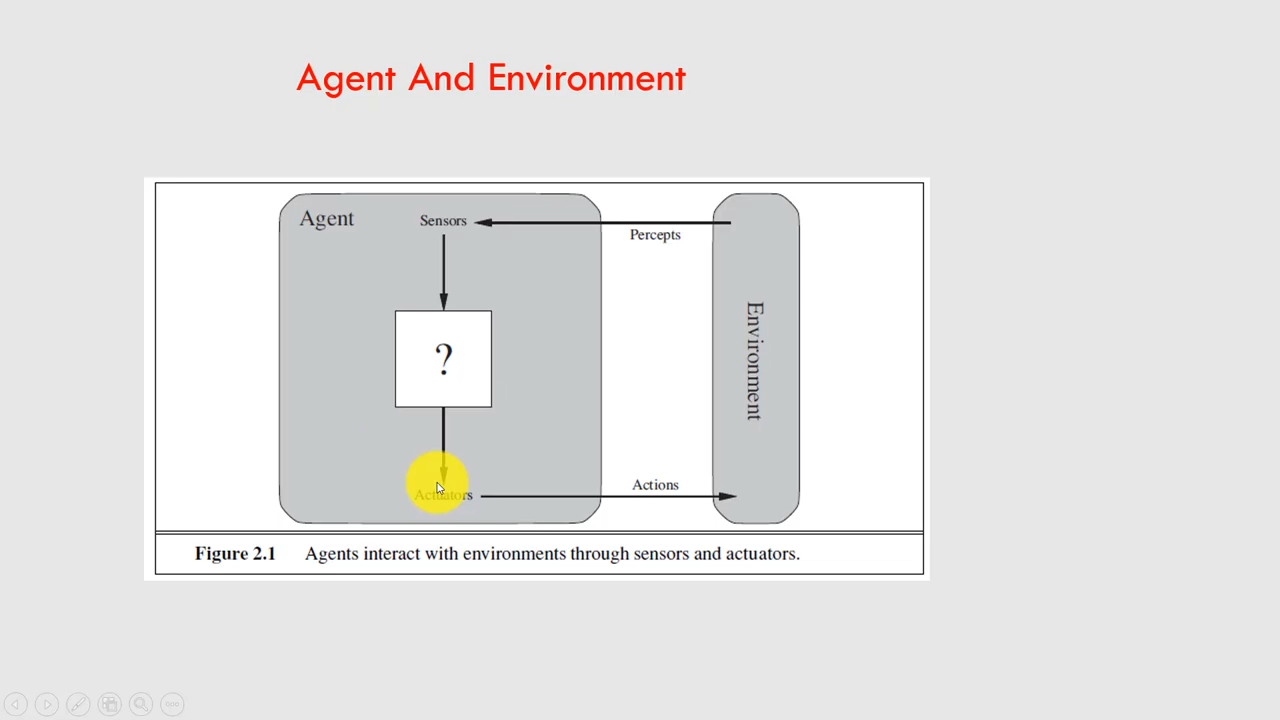 Agent And Environment
Agent
Sensors
Percepts
?
Environment
Actuators
Actions
Figure 2.1 Agents interact with environments through sensors and actuators.